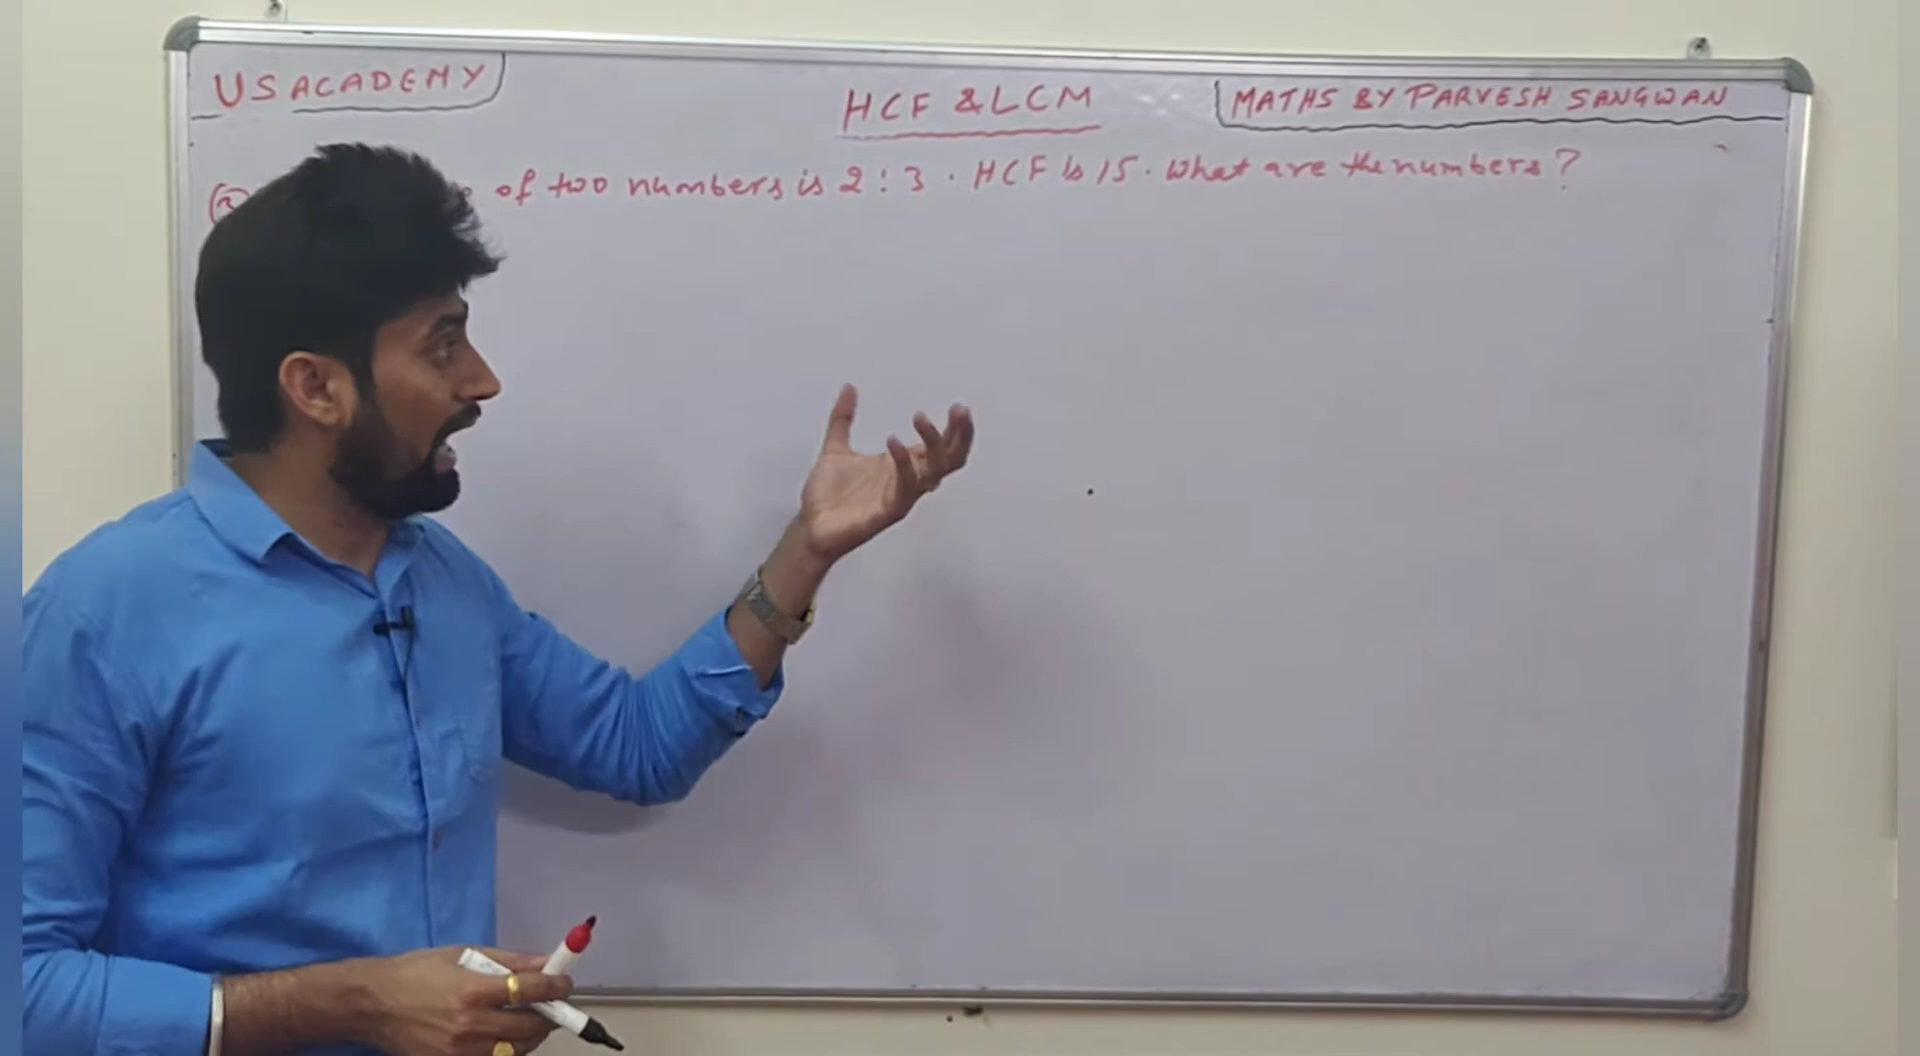 US ACADEMY
HCF & LCM
MATHS BY PARVESH SANGWAN
of two numbers is 2 : 3 . HCF is 15 . What are the numbers ?